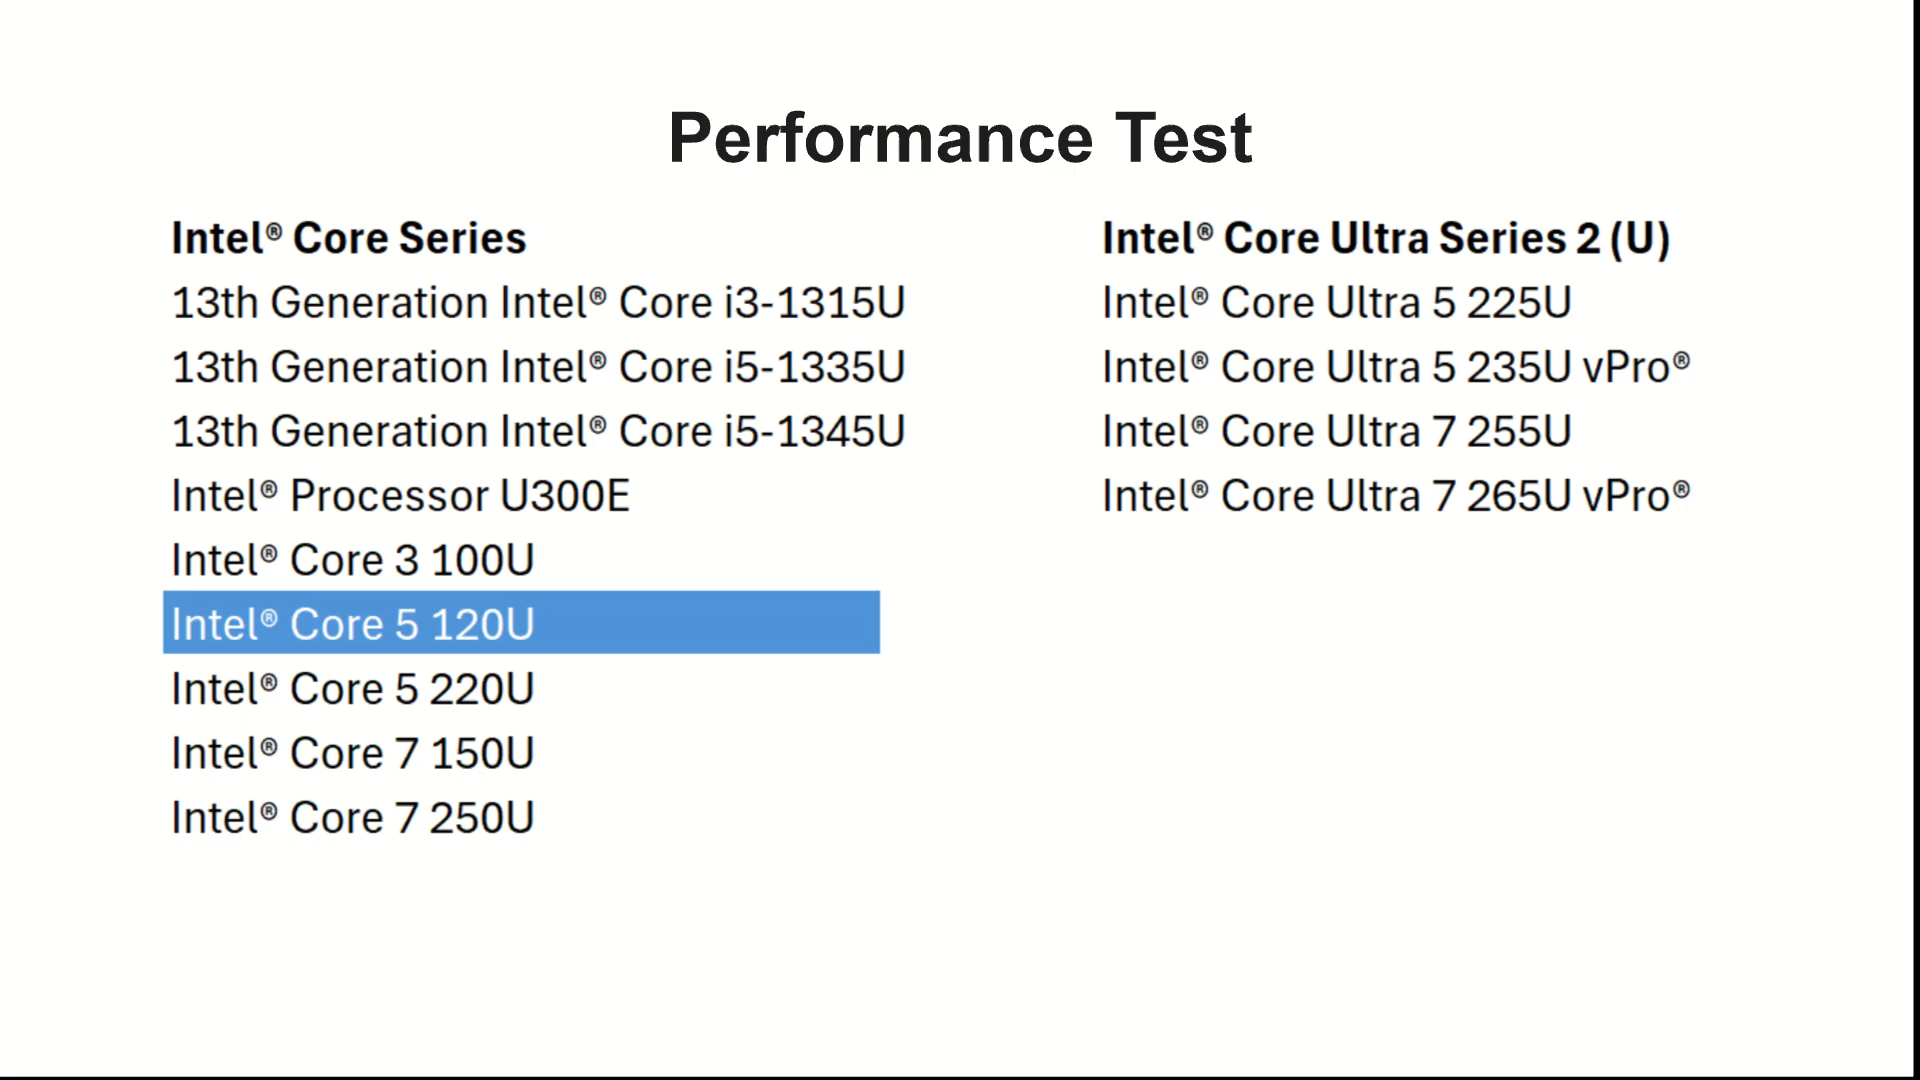 Performance Test
Intel® Core Series
13th Generation Intel® Core i3-1315U
13th Generation Intel® Core i5-1335U
13th Generation Intel® Core i5-1345U
Intel® Processor U300E
Intel® Core 3 100U
Intel® Core 5 120U
Intel® Core 5 220U
Intel® Core 7 150U
Intel® Core 7 250U
Intel® Core Ultra Series 2 (U)
Intel® Core Ultra 5 225U
Intel® Core Ultra 5 235U vPro®
Intel® Core Ultra 7 255U
Intel® Core Ultra 7 265U vPro®